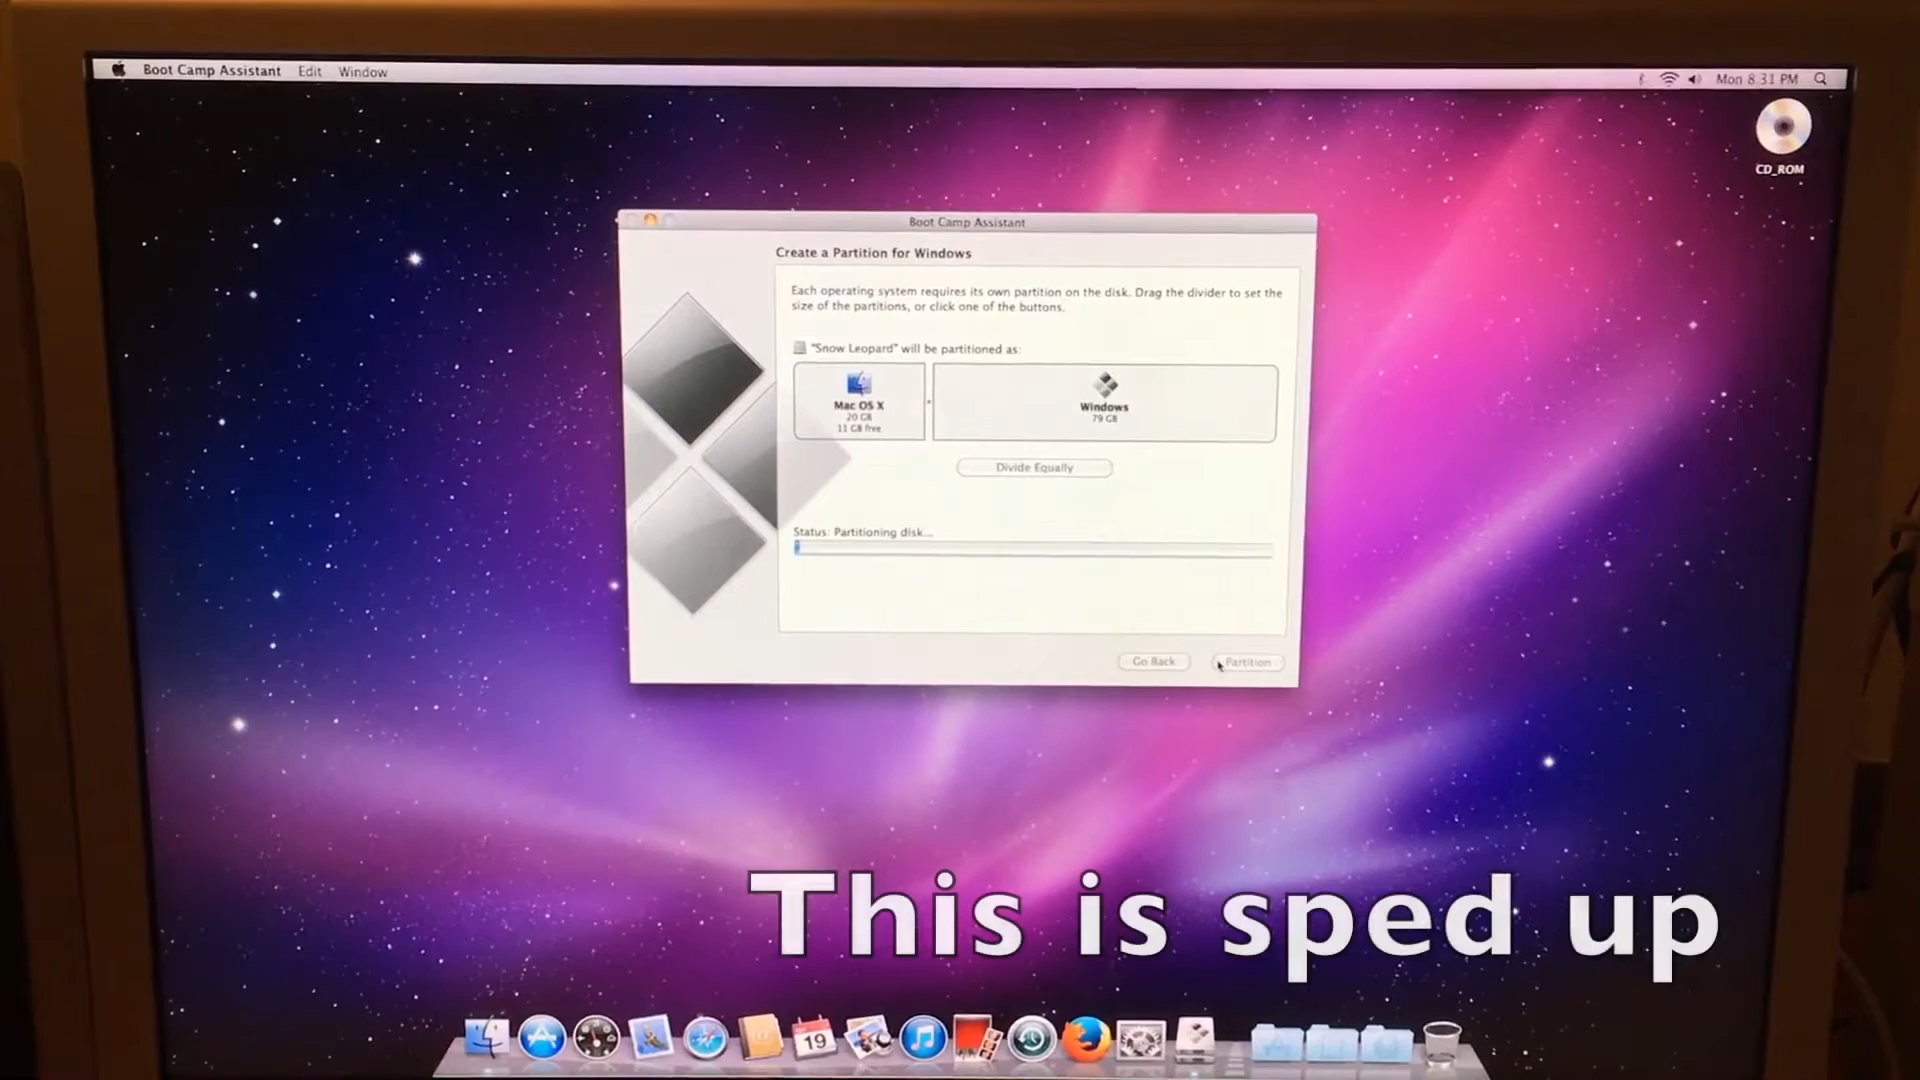 Boot Camp Assistant Edit Window
Mon 8:31 PM
CD_ROM
Boot Camp Assistant
Create a Partition for Windows
Each operating system requires its own partition on the disk. Drag the divider to set the
size of the partitions, or click one of the buttons.
"Snow Leopard" will be partitioned as:
Mac OS X
20 GB
11 GB free
Windows
79 GB
Divide Equally
Status: Partitioning disk...
Go Back
Partition
This is sped up
19